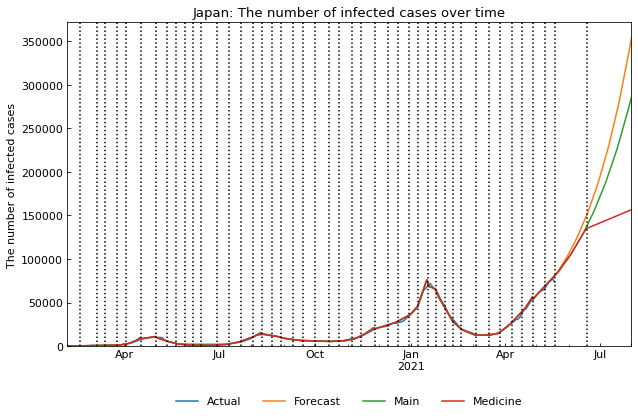 Japan: The number of infected cases over time
The number of infected cases
350000
300000
250000
200000
150000
100000
50000
0
Apr Jul Oct Jan Apr Jul
2021
Actual Forecast Main Medicine